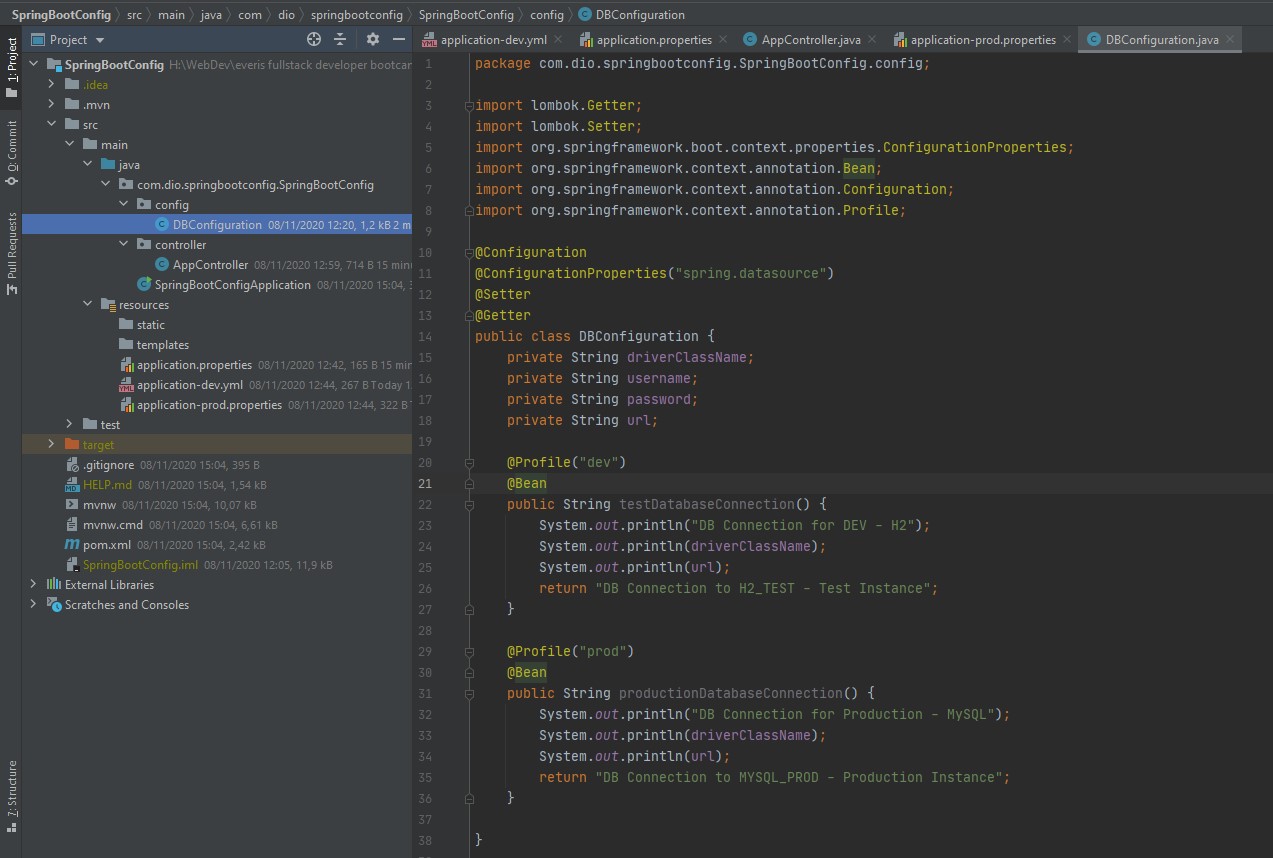 SpringBootConfig src main java com dio springbootconfig SpringBootConfig config DBConfiguration
Project
application-dev.yml application.properties AppController.java application-prod.properties DBConfiguration.java
1: Project
0: Commit
Pull Requests
7: Structure
SpringBootConfig H:\WebDev\everis fullstack developer bootcar
.idea
.mvn
src
main
java
com.dio.springbootconfig.SpringBootConfig
config
DBConfiguration 08/11/2020 12:20, 1,2 kB 2 m
controller
AppController 08/11/2020 12:59, 714 B 15 minu
SpringBootConfigApplication 08/11/2020 15:04, 3
resources
static
templates
application.properties 08/11/2020 12:42, 165 B 15 min
application-dev.yml 08/11/2020 12:44, 267 B Today 1
application-prod.properties 08/11/2020 12:44, 322 B T
test
target
.gitignore 08/11/2020 15:04, 395 B
HELP.md 08/11/2020 15:04, 1,54 kB
mvnw 08/11/2020 15:04, 10,07 kB
mvnw.cmd 08/11/2020 15:04, 6,61 kB
pom.xml 08/11/2020 15:04, 2,42 kB
SpringBootConfig.iml 08/11/2020 12:05, 11,9 kB
External Libraries
Scratches and Consoles
1 package com.dio.springbootconfig.SpringBootConfig.config;
2
3 import lombok.Getter;
4 import lombok.Setter;
5 import org.springframework.boot.context.properties.ConfigurationProperties;
6 import org.springframework.context.annotation.Bean;
7 import org.springframework.context.annotation.Configuration;
8 import org.springframework.context.annotation.Profile;
9
10 @Configuration
11 @ConfigurationProperties("spring.datasource")
12 @Setter
13 @Getter
14 public class DBConfiguration {
15 private String driverClassName;
16 private String username;
17 private String password;
18 private String url;
19
20 @Profile("dev")
21 @Bean
22 public String testDatabaseConnection() {
23 System.out.println("DB Connection for DEV - H2");
24 System.out.println(driverClassName);
25 System.out.println(url);
26 return "DB Connection to H2_TEST - Test Instance";
27 }
28
29 @Profile("prod")
30 @Bean
31 public String productionDatabaseConnection() {
32 System.out.println("DB Connection for Production - MySQL");
33 System.out.println(driverClassName);
34 System.out.println(url);
35 return "DB Connection to MYSQL_PROD - Production Instance";
36 }
37
38 }